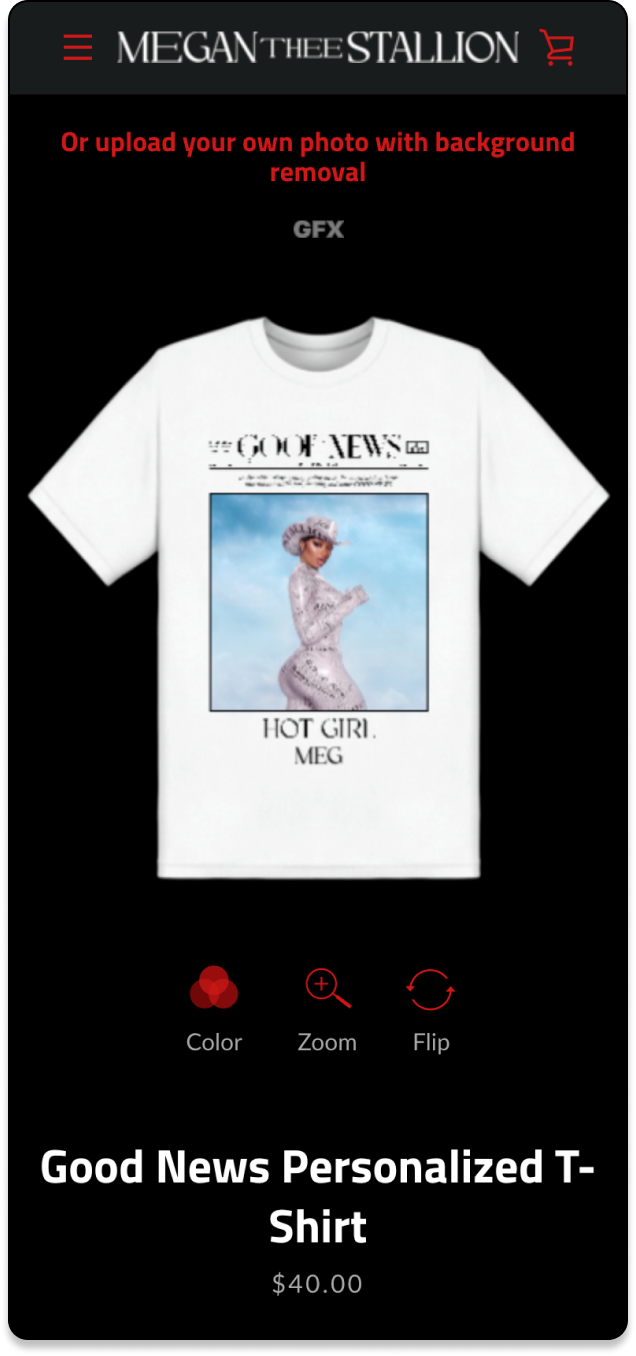 MEGAN THEE STALLION
Or upload your own photo with background
removal
GFX
GOOD NEWS
HOT GIRL
MEG
Color
Zoom
Flip
Good News Personalized T-
Shirt
$40.00